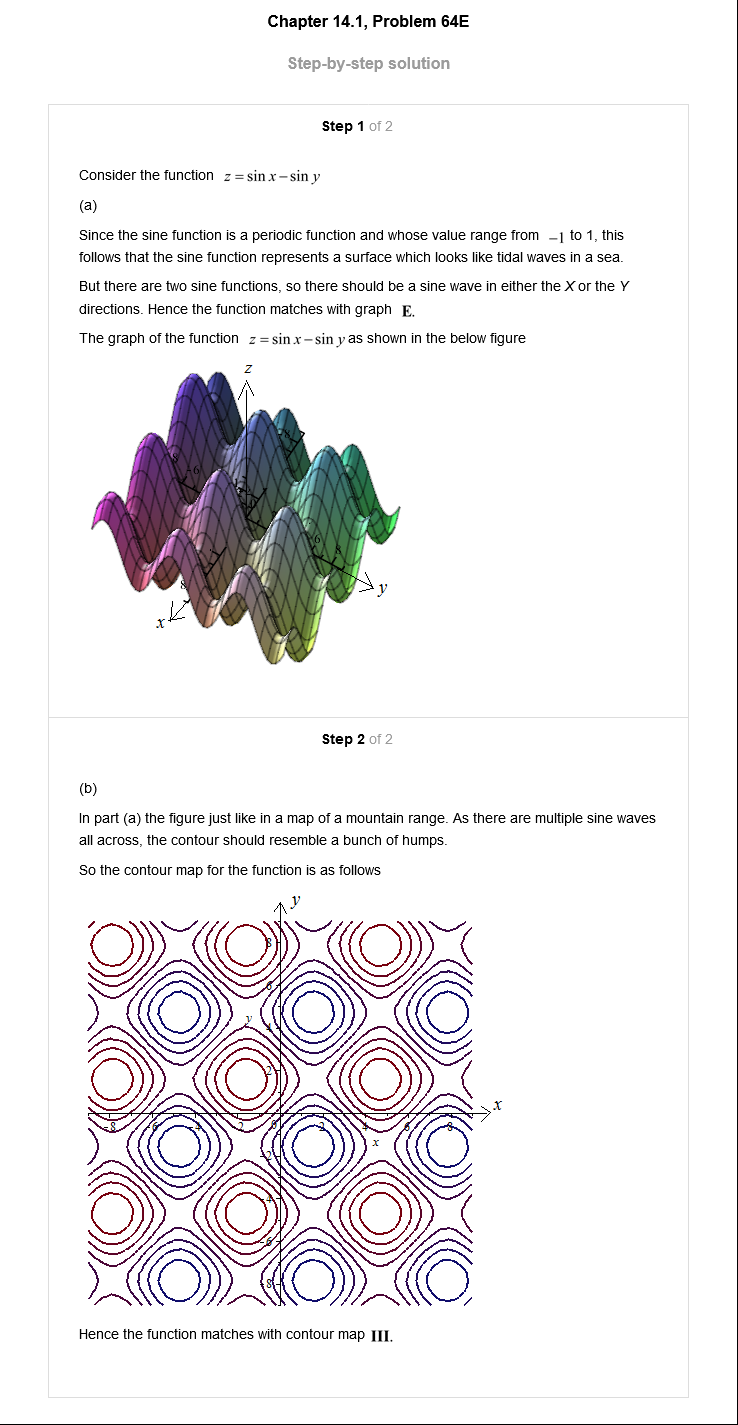 Chapter 14.1, Problem 64E
Step-by-step solution
Step 1 of 2
Consider the function z = sin x − sin y
(a)
Since the sine function is a periodic function and whose value range from −1 to 1, this
follows that the sine function represents a surface which looks like tidal waves in a sea.
But there are two sine functions, so there should be a sine wave in either the X or the Y
directions. Hence the function matches with graph E.
The graph of the function z = sin x − sin y as shown in the below figure
z
8
-6
6
8
y
8
x
Step 2 of 2
(b)
In part (a) the figure just like in a map of a mountain range. As there are multiple sine waves
all across, the contour should resemble a bunch of humps.
So the contour map for the function is as follows
y
8
6
y
4
2
x
-8 -6 -4 2 0 2 4 6 8
x
-2
-4
-6
-8
Hence the function matches with contour map III.